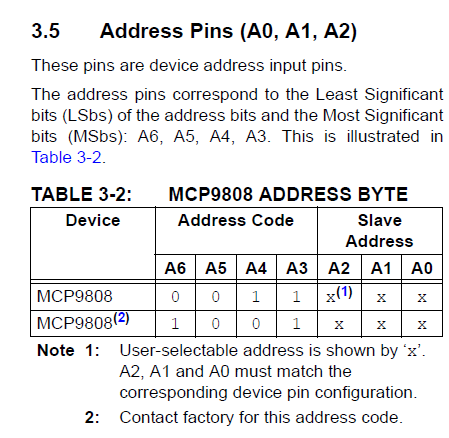 3.5 Address Pins (A0, A1, A2)
These pins are device address input pins.
The address pins correspond to the Least Significant
bits (LSbs) of the address bits and the Most Significant
bits (MSbs): A6, A5, A4, A3. This is illustrated in
Table 3-2.
TABLE 3-2: MCP9808 ADDRESS BYTE
Device Address Code Slave
Address
A6 A5 A4 A3 A2 A1 A0
MCP9808 0 0 1 1 x(1) x x
MCP9808(2) 1 0 0 1 x x x
Note 1: User-selectable address is shown by ‘x’.
A2, A1 and A0 must match the
corresponding device pin configuration.
2: Contact factory for this address code.